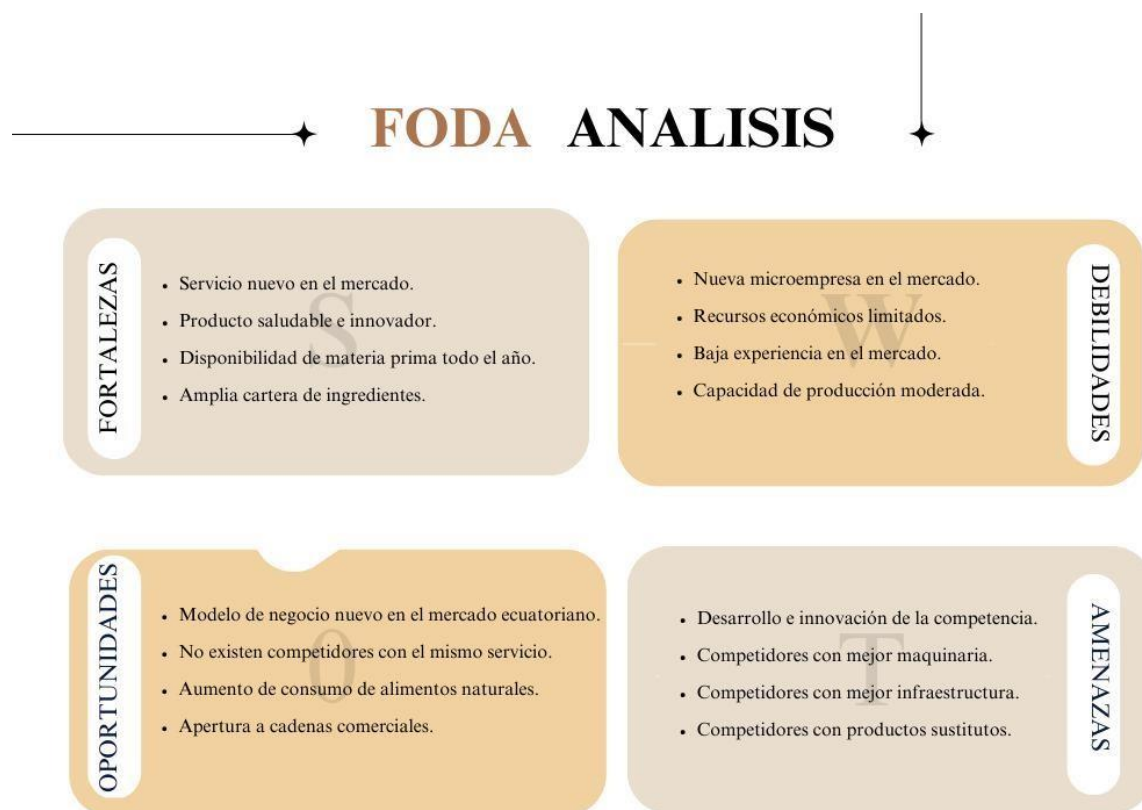 FODA ANALISIS
FORTALEZAS
S
• Servicio nuevo en el mercado.
• Producto saludable e innovador.
• Disponibilidad de materia prima todo el año.
• Amplia cartera de ingredientes.
DEBILIDADES
W
• Nueva microempresa en el mercado.
• Recursos económicos limitados.
• Baja experiencia en el mercado.
• Capacidad de producción moderada.
OPORTUNIDADES
O
• Modelo de negocio nuevo en el mercado ecuatoriano.
• No existen competidores con el mismo servicio.
• Aumento de consumo de alimentos naturales.
• Apertura a cadenas comerciales.
AMENAZAS
T
• Desarrollo e innovación de la competencia.
• Competidores con mejor maquinaria.
• Competidores con mejor infraestructura.
• Competidores con productos sustitutos.